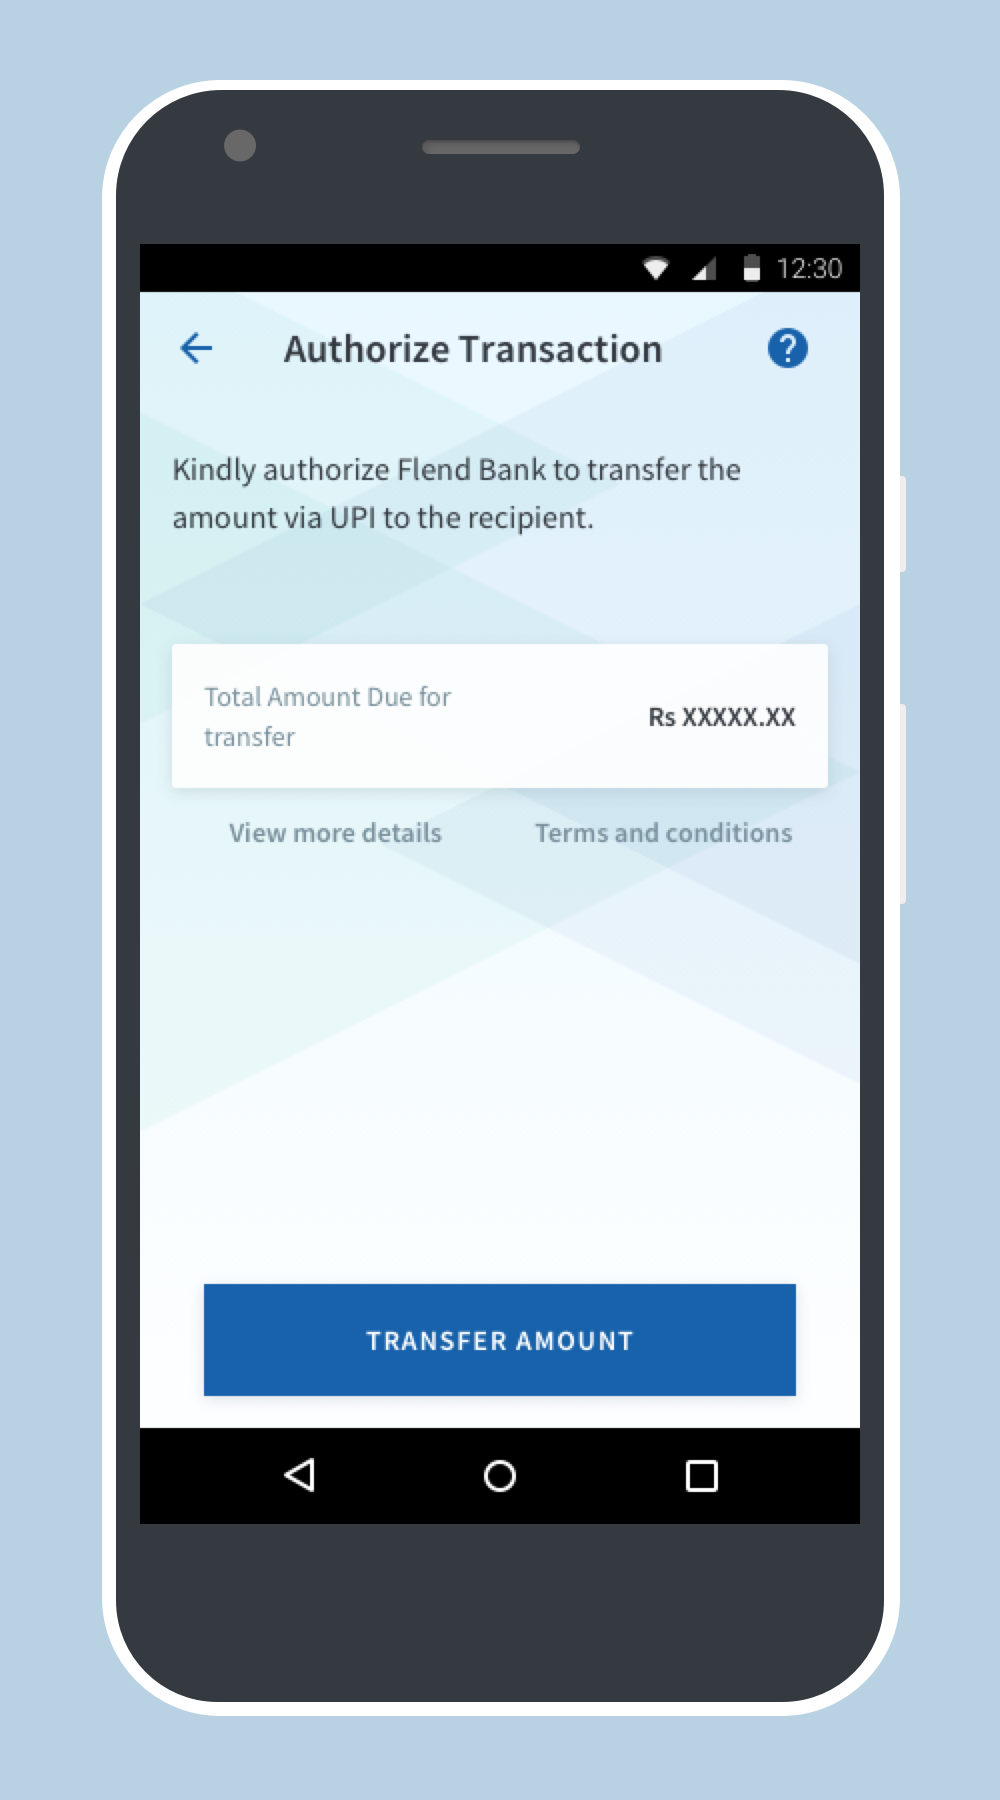 12:30
Authorize Transaction
?
Kindly authorize Flend Bank to transfer the
amount via UPI to the recipient.
Total Amount Due for
transfer
Rs XXXXX.XX
View more details
Terms and conditions
TRANSFER AMOUNT